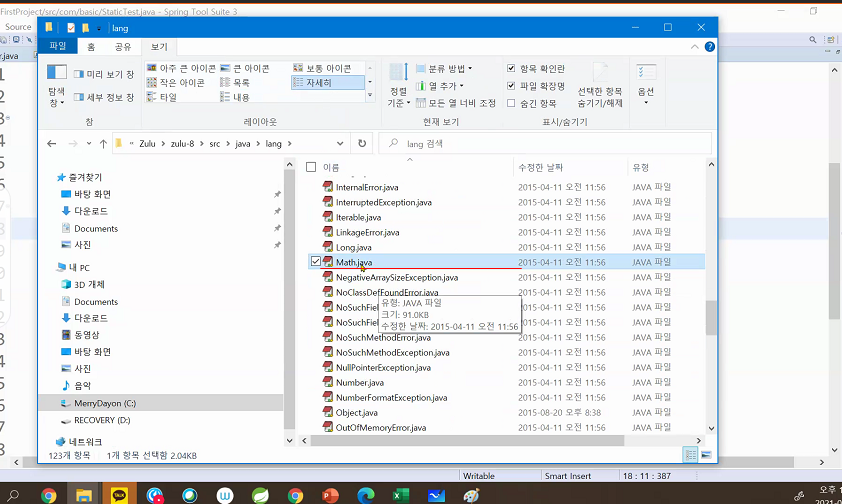 FirstProject/src/com/basic/StaticTest.java - Spring Tool Suite 3
Source
.java
lang
파일 홈 공유 보기
탐색 창
미리 보기 창
세부 정보 창
창
아주 큰 아이콘 큰 아이콘 보통 아이콘
작은 아이콘 목록 자세히
타일 내용
레이아웃
정렬 기준
분류 방법
열 추가
모든 열 너비 조정
현재 보기
항목 확인란
파일 확장명
숨긴 항목
선택한 항목 숨기기/해제
표시/숨기기
옵션
« Zulu > zulu-8 > src > java > lang >
lang 검색
이름 수정한 날짜 유형
즐겨찾기
바탕 화면
다운로드
Documents
사진
내 PC
3D 개체
Documents
다운로드
동영상
바탕 화면
사진
음악
MerryDayon (C:)
RECOVERY (D:)
네트워크
InternalError.java 2015-04-11 오전 11:56 JAVA 파일
InterruptedException.java 2015-04-11 오전 11:56 JAVA 파일
Iterable.java 2015-04-11 오전 11:56 JAVA 파일
LinkageError.java 2015-04-11 오전 11:56 JAVA 파일
Long.java 2015-04-11 오전 11:56 JAVA 파일
Math.java 2015-04-11 오전 11:56 JAVA 파일
NegativeArraySizeException.java 2015-04-11 오전 11:56 JAVA 파일
NoClassDefFoundError.java 2015-04-11 오전 11:56 JAVA 파일
NoSuchFiel 2015-04-11 오전 11:56 JAVA 파일
NoSuchFiel 2015-04-11 오전 11:56 JAVA 파일
유형: JAVA 파일
크기: 91.0KB
수정한 날짜: 2015-04-11 오전 11:56
NoSuchMethodError.java 2015-04-11 오전 11:56 JAVA 파일
NoSuchMethodException.java 2015-04-11 오전 11:56 JAVA 파일
NullPointerException.java 2015-04-11 오전 11:56 JAVA 파일
Number.java 2015-04-11 오전 11:56 JAVA 파일
NumberFormatException.java 2015-04-11 오전 11:56 JAVA 파일
Object.java 2015-08-20 오후 8:38 JAVA 파일
OutOfMemoryError.java 2015-04-11 오전 11:56 JAVA 파일
123개 항목 1개 항목 선택함 2.04KB
Writable Smart Insert 18 : 11 : 387
TALK
오후